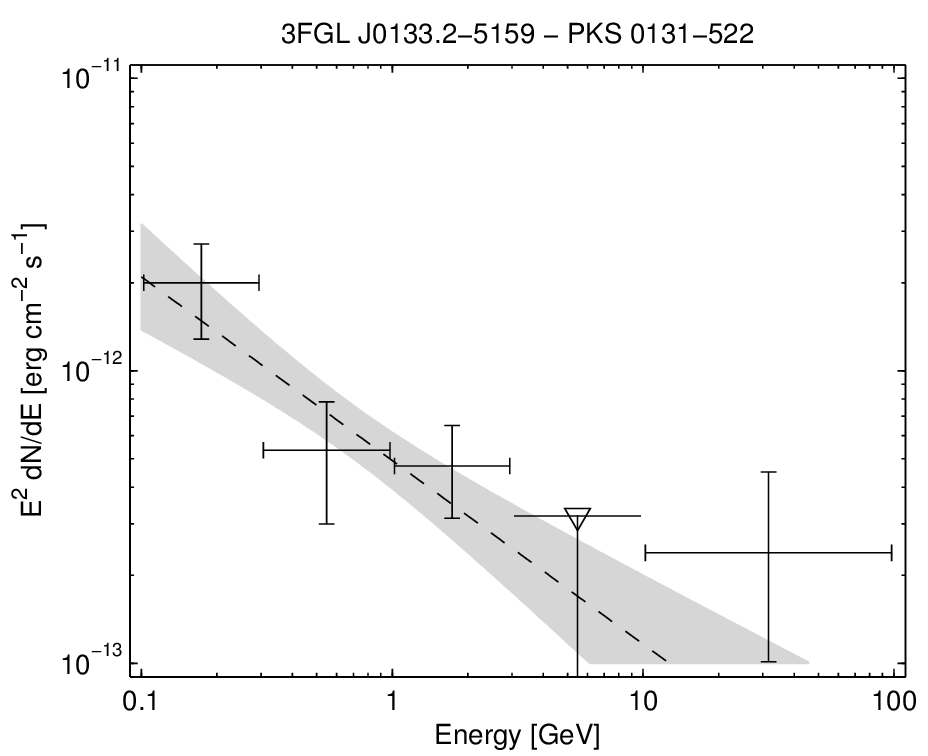 3FGL J0133.2−5159 − PKS 0131−522
E² dN/dE [erg cm⁻² s⁻¹]
10⁻¹¹
10⁻¹²
10⁻¹³
0.1 1 10 100
Energy [GeV]